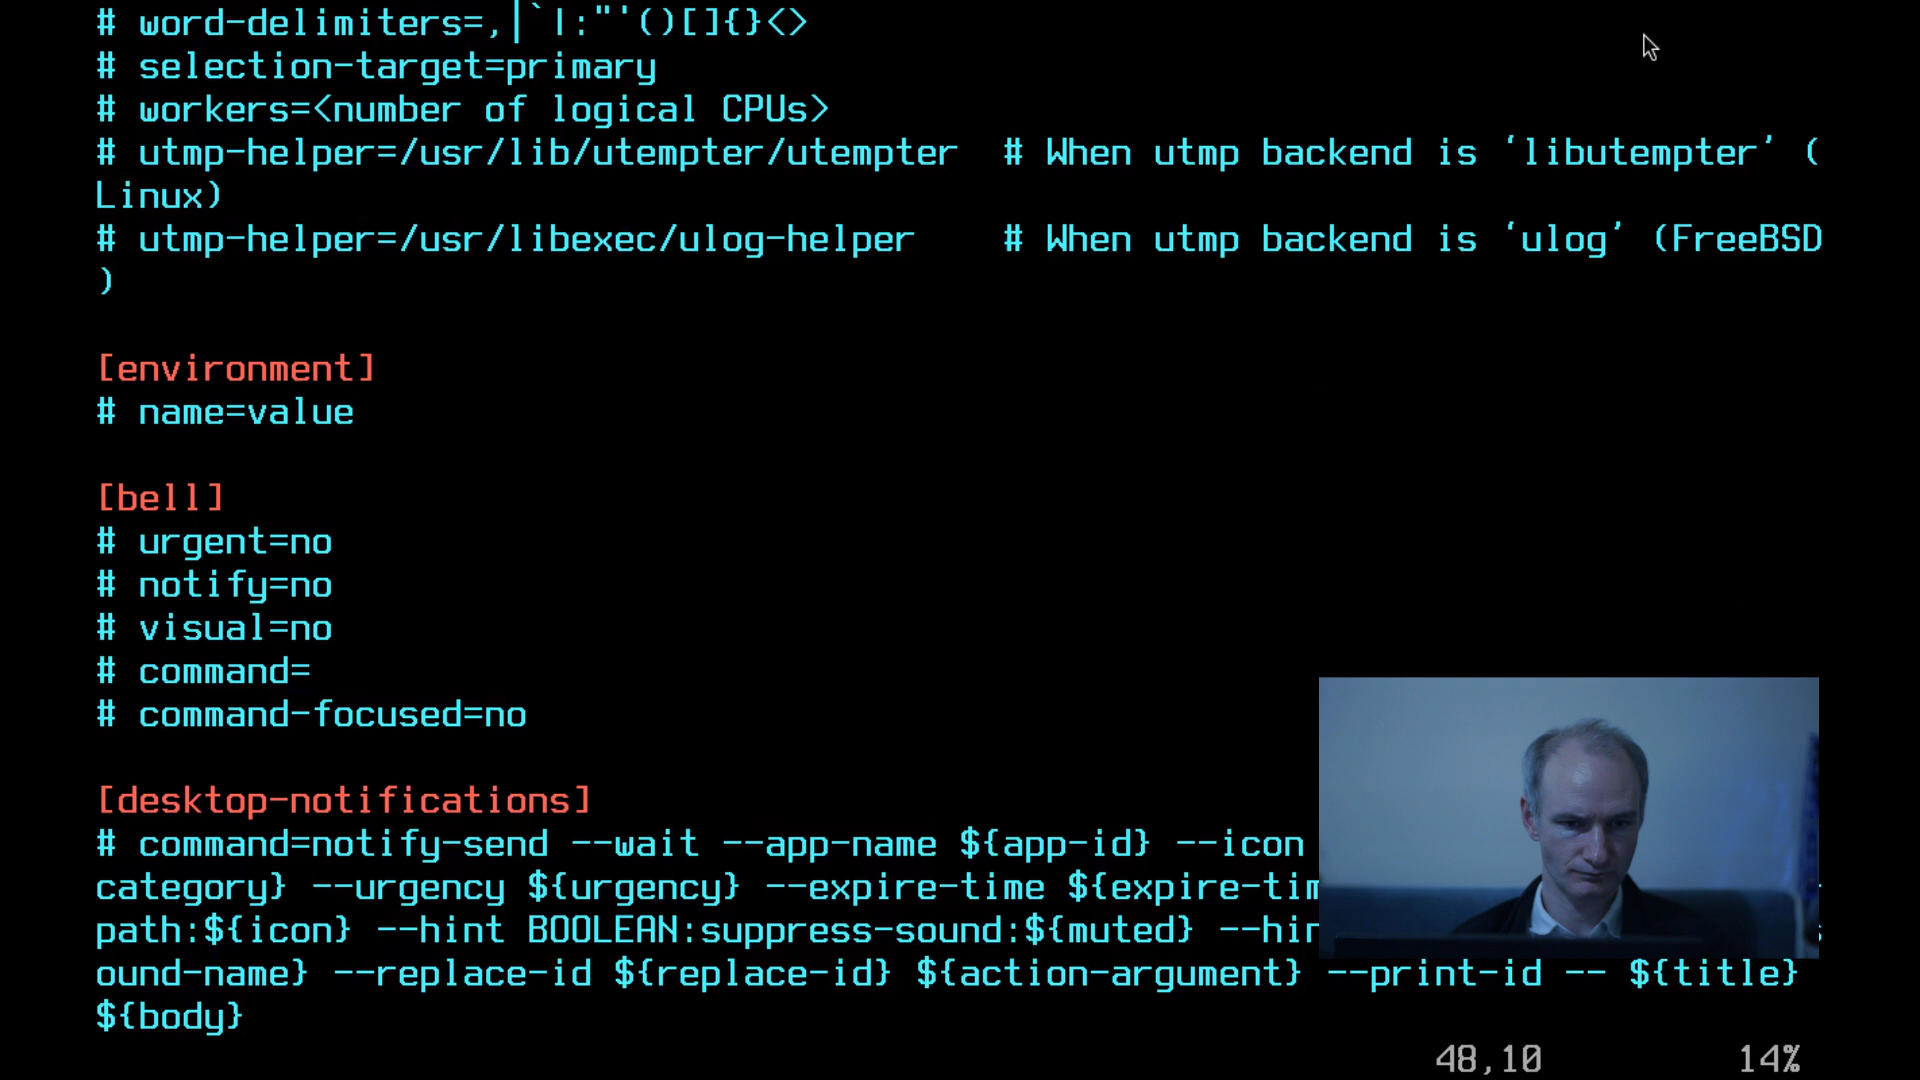 # word-delimiters=,│`|:"'()[]{}<>
# selection-target=primary
# workers=<number of logical CPUs>
# utmp-helper=/usr/lib/utempter/utempter  # When utmp backend is ‘libutempter’ (
Linux)
# utmp-helper=/usr/libexec/ulog-helper    # When utmp backend is ‘ulog’ (FreeBSD
)
[environment]
# name=value
[bell]
# urgent=no
# notify=no
# visual=no
# command=
# command-focused=no
[desktop-notifications]
# command=notify-send --wait --app-name ${app-id} --icon
category} --urgency ${urgency} --expire-time
path:${icon} --hint BOOLEAN:suppress-sound:${muted}
ound-name} --replace-id ${replace-id} ${action-argument} --print-id -- ${title}
${body}
48,10 14%